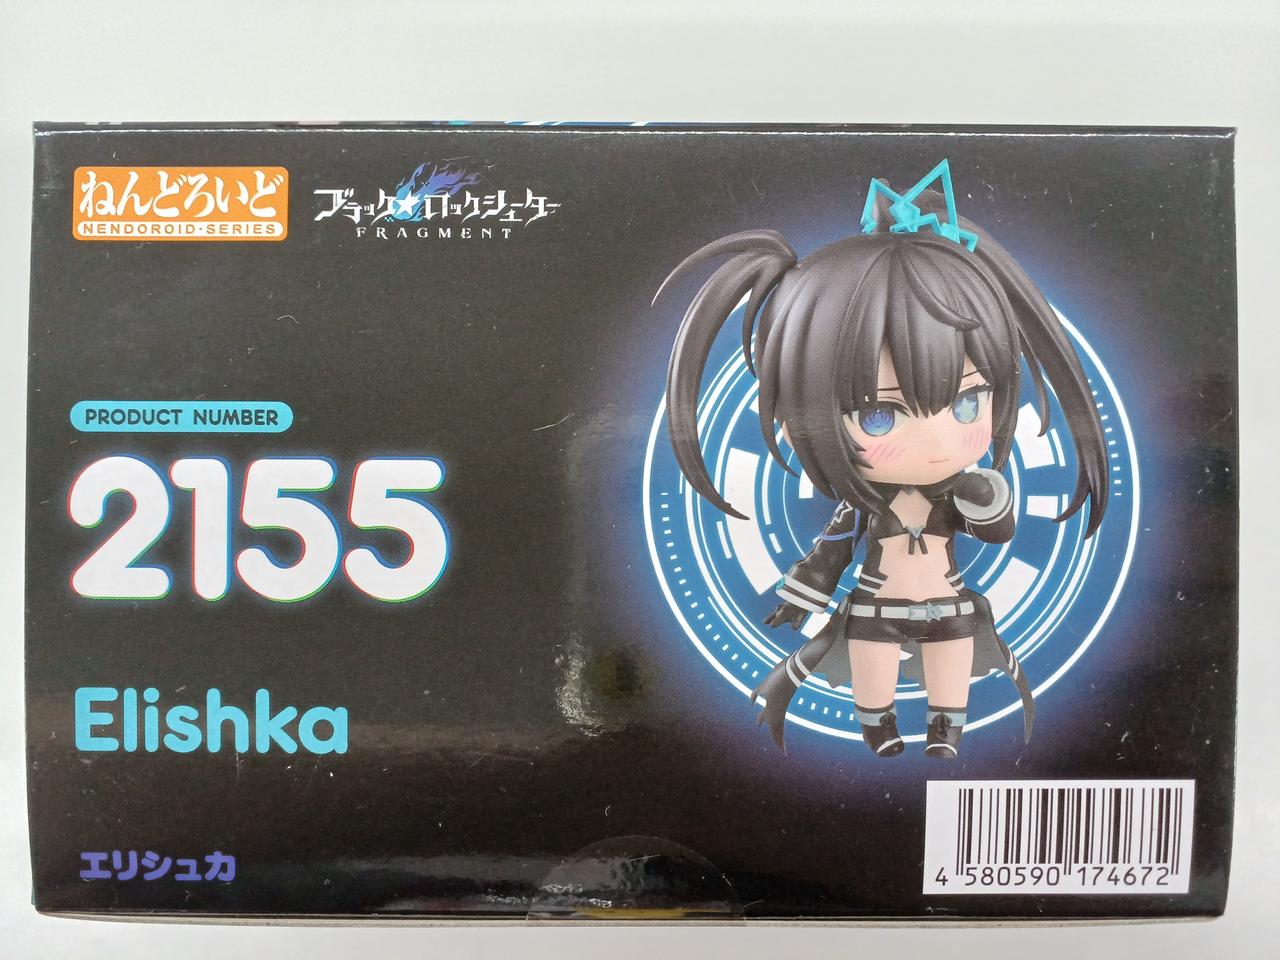 ねんどろいど
NENDOROID·SERIES
ブラック★ロックシューター
FRAGMENT
PRODUCT NUMBER
2155
Elishka
エリシュカ
4 580590 174672